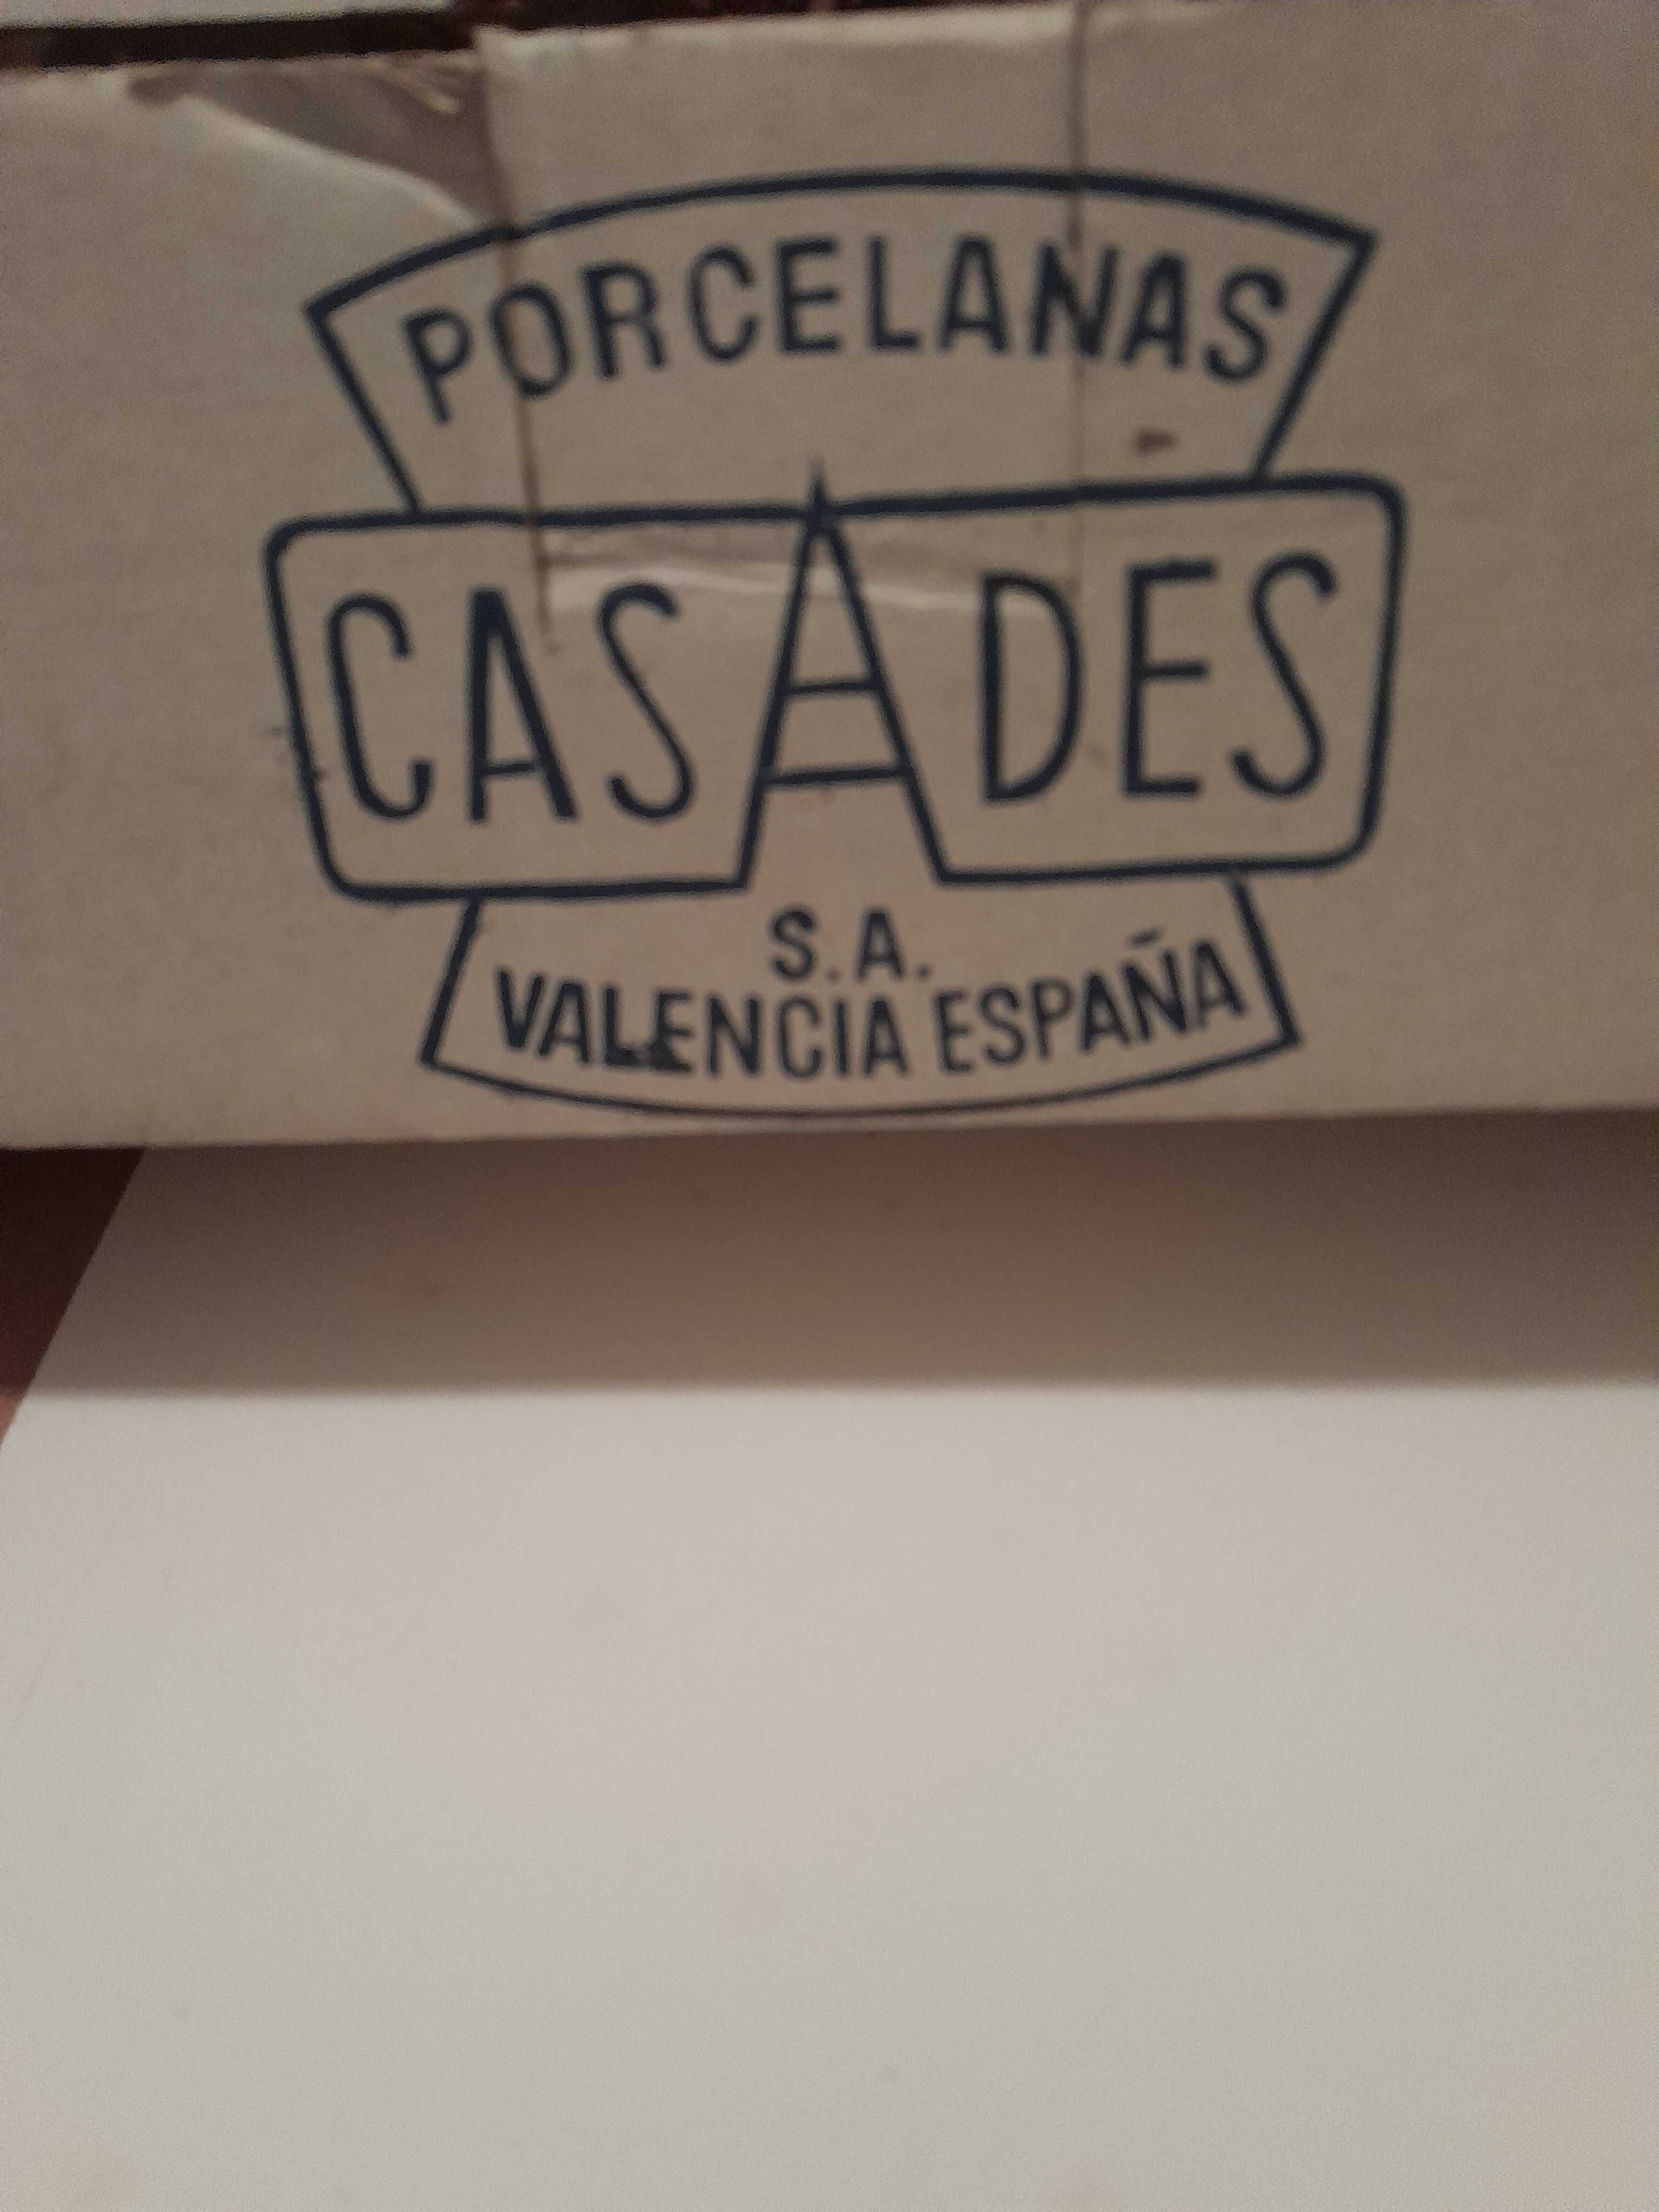 PORCELANAS
CASADES
S.A.
VALENCIA ESPAÑA